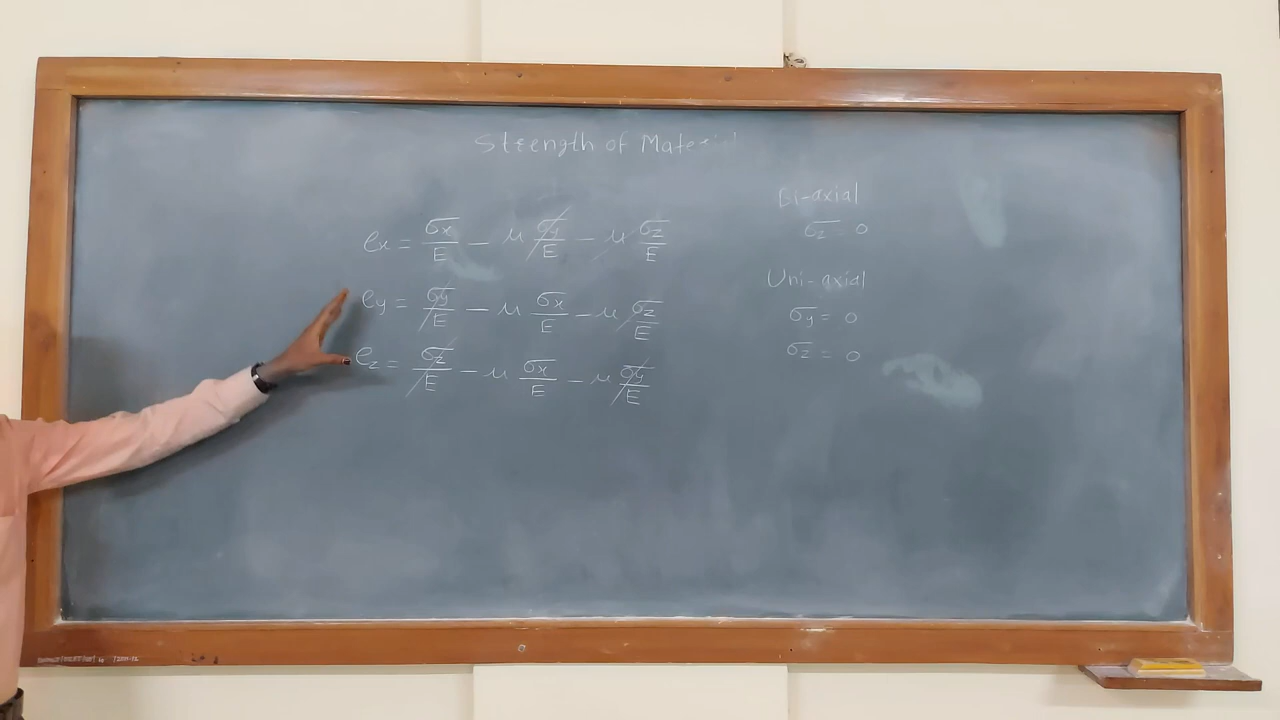 Strength of Material
ex = σx/E - μ σy/E - μ σz/E
ey = σy/E - μ σx/E - μ σz/E
ez = σz/E - μ σx/E - μ σy/E
Bi-axial
σz = 0
Uni-axial
σy = 0
σz = 0